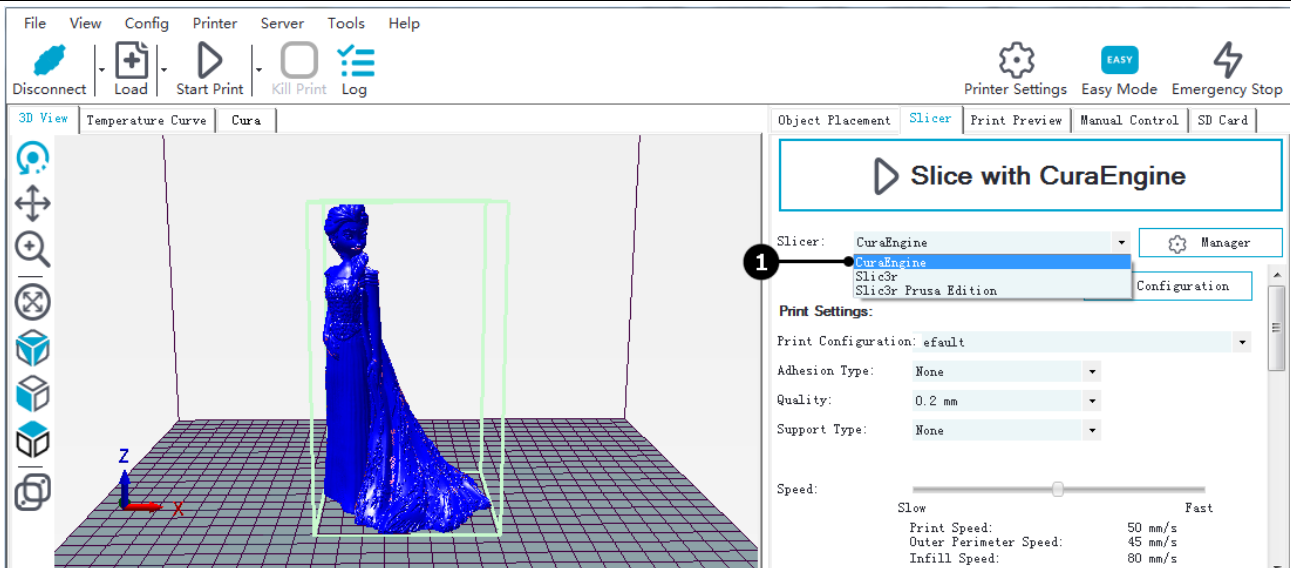 File View Config Printer Server Tools Help
Disconnect Load Start Print Kill Print Log
EASY
Printer Settings Easy Mode Emergency Stop
3D View Temperature Curve Cura
Object Placement Slicer Print Preview Manual Control SD Card
Slice with CuraEngine
Slicer: CuraEngine Manager
1
CuraEngine
Slic3r
Slic3r Prusa Edition
Configuration
Print Settings:
Print Configuration: efault
Adhesion Type: None
Quality: 0.2 mm
Support Type: None
Z
X
Speed:
Slow Fast
Print Speed: 50 mm/s
Outer Perimeter Speed: 45 mm/s
Infill Speed: 80 mm/s